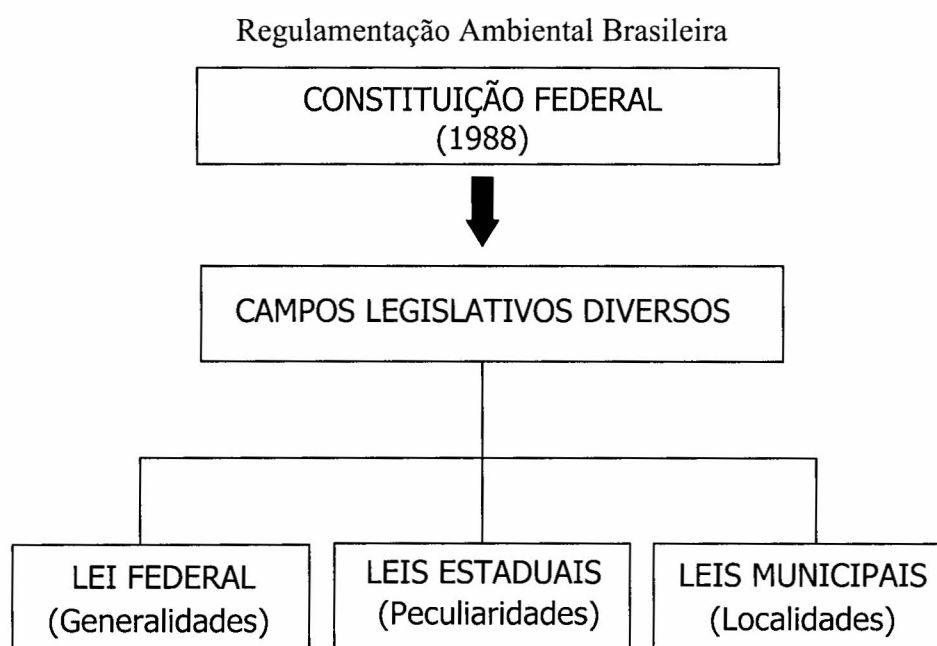 Regulamentação Ambiental Brasileira
CONSTITUIÇÃO FEDERAL
(1988)
CAMPOS LEGISLATIVOS DIVERSOS
LEI FEDERAL
(Generalidades)
LEIS ESTADUAIS
(Peculiaridades)
LEIS MUNICIPAIS
(Localidades)